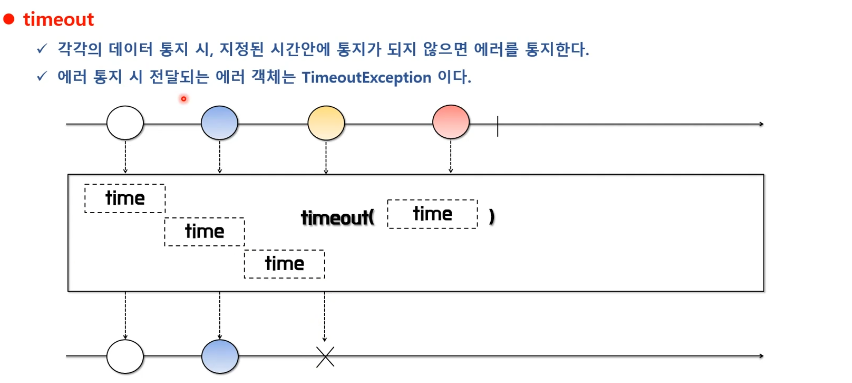 timeout
각각의 데이터 통지 시, 지정된 시간안에 통지가 되지 않으면 에러를 통지한다.
에러 통지 시 전달되는 에러 객체는 TimeoutException 이다.
time
timeout( time )
time
time